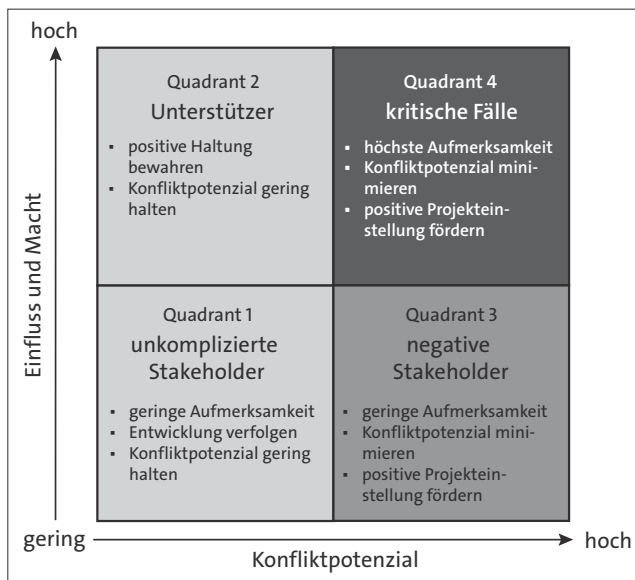 hoch
Einfluss und Macht
Quadrant 2
Unterstützer
▪ positive Haltung
bewahren
▪ Konfliktpotenzial gering
halten
Quadrant 4
kritische Fälle
▪ höchste Aufmerksamkeit
▪ Konfliktpotenzial mini-
mieren
▪ positive Projektein-
stellung fördern
Quadrant 1
unkomplizierte
Stakeholder
▪ geringe Aufmerksamkeit
▪ Entwicklung verfolgen
▪ Konfliktpotenzial gering
halten
Quadrant 3
negative
Stakeholder
▪ geringe Aufmerksamkeit
▪ Konfliktpotenzial mini-
mieren
▪ positive Projektein-
stellung fördern
gering
Konfliktpotenzial
hoch